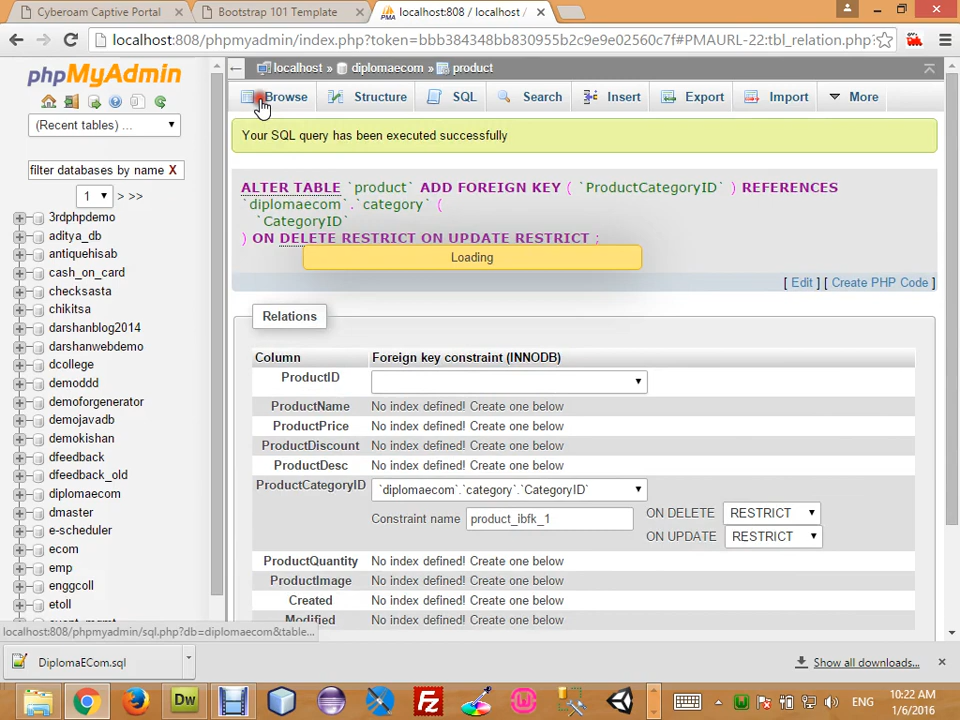 Cyberoam Captive Portal
Bootstrap 101 Template
localhost:808 / localhost /
localhost:808/phpmyadmin/index.php?token=bbb384348bb830955b2c9e9e02560c7f#PMAURL-22:tbl_relation.php?
phpMyAdmin
(Recent tables) ...
filter databases by name X
1 > >>
3rdphpdemo
aditya_db
antiquehisab
cash_on_card
checksasta
chikitsa
darshanblog2014
darshanwebdemo
dcollege
demoddd
demoforgenerator
demojavadb
demokishan
dfeedback
dfeedback_old
diplomaecom
dmaster
e-scheduler
ecom
emp
enggcoll
etoll
localhost » diplomaecom » product
Browse Structure SQL Search Insert Export Import More
Your SQL query has been executed successfully
ALTER TABLE `product` ADD FOREIGN KEY ( `ProductCategoryID` ) REFERENCES
`diplomaecom`.`category` (
`CategoryID`
) ON DELETE RESTRICT ON UPDATE RESTRICT ;
Loading
[ Edit ] [ Create PHP Code ]
Relations
Column Foreign key constraint (INNODB)
ProductID
ProductName No index defined! Create one below
ProductPrice No index defined! Create one below
ProductDiscount No index defined! Create one below
ProductDesc No index defined! Create one below
ProductCategoryID `diplomaecom`.`category`.`CategoryID`
Constraint name product_ibfk_1 ON DELETE RESTRICT
ON UPDATE RESTRICT
ProductQuantity No index defined! Create one below
ProductImage No index defined! Create one below
Created No index defined! Create one below
Modified No index defined! Create one below
localhost:808/phpmyadmin/sql.php?db=diplomaecom&table...
DiplomaECom.sql
Show all downloads...
ENG
10:22 AM
1/6/2016